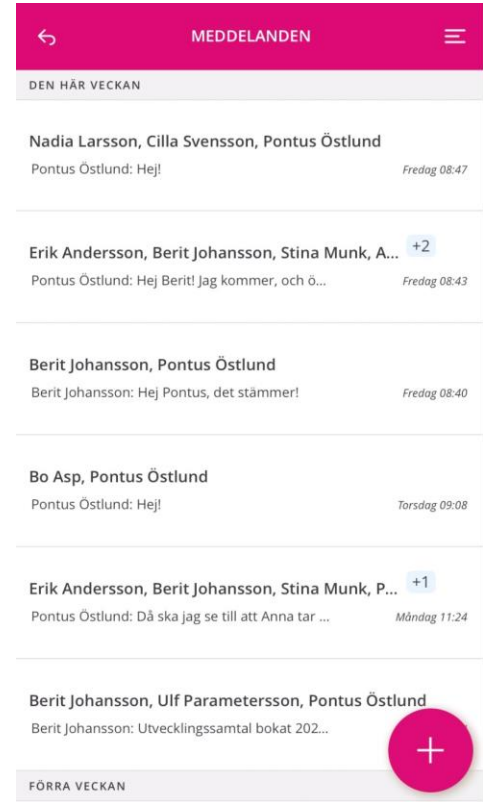 MEDDELANDEN
DEN HÄR VECKAN
Nadia Larsson, Cilla Svensson, Pontus Östlund
Pontus Östlund: Hej! Fredag 08:47
Erik Andersson, Berit Johansson, Stina Munk, A... +2
Pontus Östlund: Hej Berit! Jag kommer, och ö... Fredag 08:43
Berit Johansson, Pontus Östlund
Berit Johansson: Hej Pontus, det stämmer! Fredag 08:40
Bo Asp, Pontus Östlund
Pontus Östlund: Hej! Torsdag 09:08
Erik Andersson, Berit Johansson, Stina Munk, P... +1
Pontus Östlund: Då ska jag se till att Anna tar ... Måndag 11:24
Berit Johansson, Ulf Parametersson, Pontus Östlund
Berit Johansson: Utvecklingssamtal bokat 202...
FÖRRA VECKAN